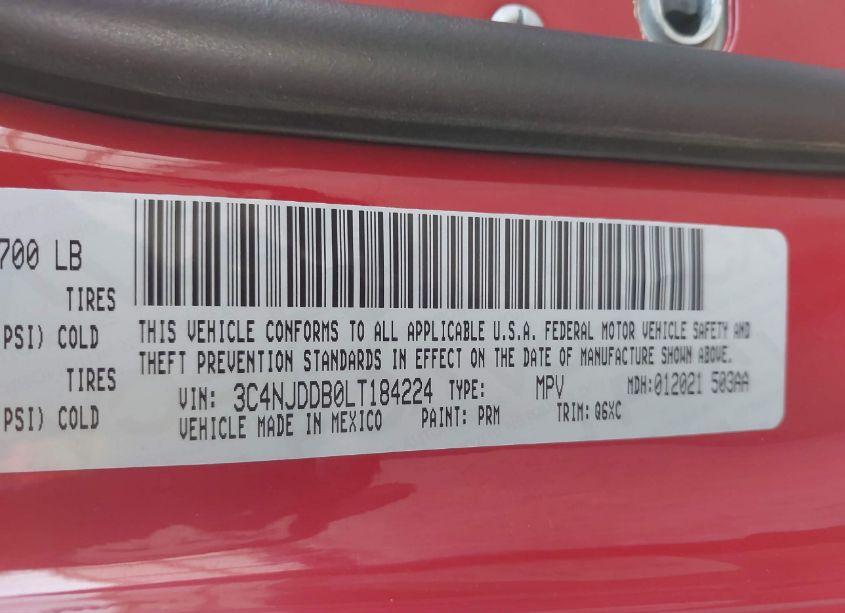 700 LB
TIRES
PSI) COLD
TIRES
PSI) COLD
THIS VEHICLE CONFORMS TO ALL APPLICABLE U.S.A. FEDERAL MOTOR VEHICLE SAFETY AND
THEFT PREVENTION STANDARDS IN EFFECT ON THE DATE OF MANUFACTURE SHOWN ABOVE.
VIN: 3C4NJDDB0LT184224 TYPE: MPV MDH:012021 503AA
VEHICLE MADE IN MEXICO PAINT: PRM TRIM: Q6XC